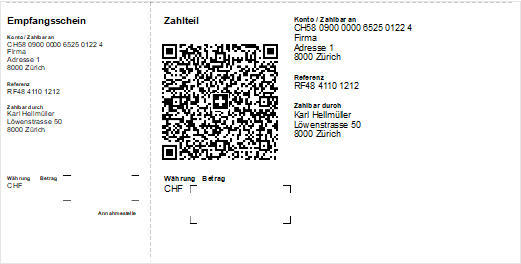 Empfangsschein
Konto / Zahlbar an
CH58 0900 0000 6525 0122 4
Firma
Adresse 1
8000 Zürich
Referenz
RF48 4110 1212
Zahlbar durch
Karl Hellmüller
Löwenstrasse 50
8000 Zürich
Währung Betrag
CHF
Annahmestelle
Zahlteil
Währung Betrag
CHF
Konto / Zahlbar an
CH58 0900 0000 6525 0122 4
Firma
Adresse 1
8000 Zürich
Referenz
RF48 4110 1212
Zahlbar durch
Karl Hellmüller
Löwenstrasse 50
8000 Zürich